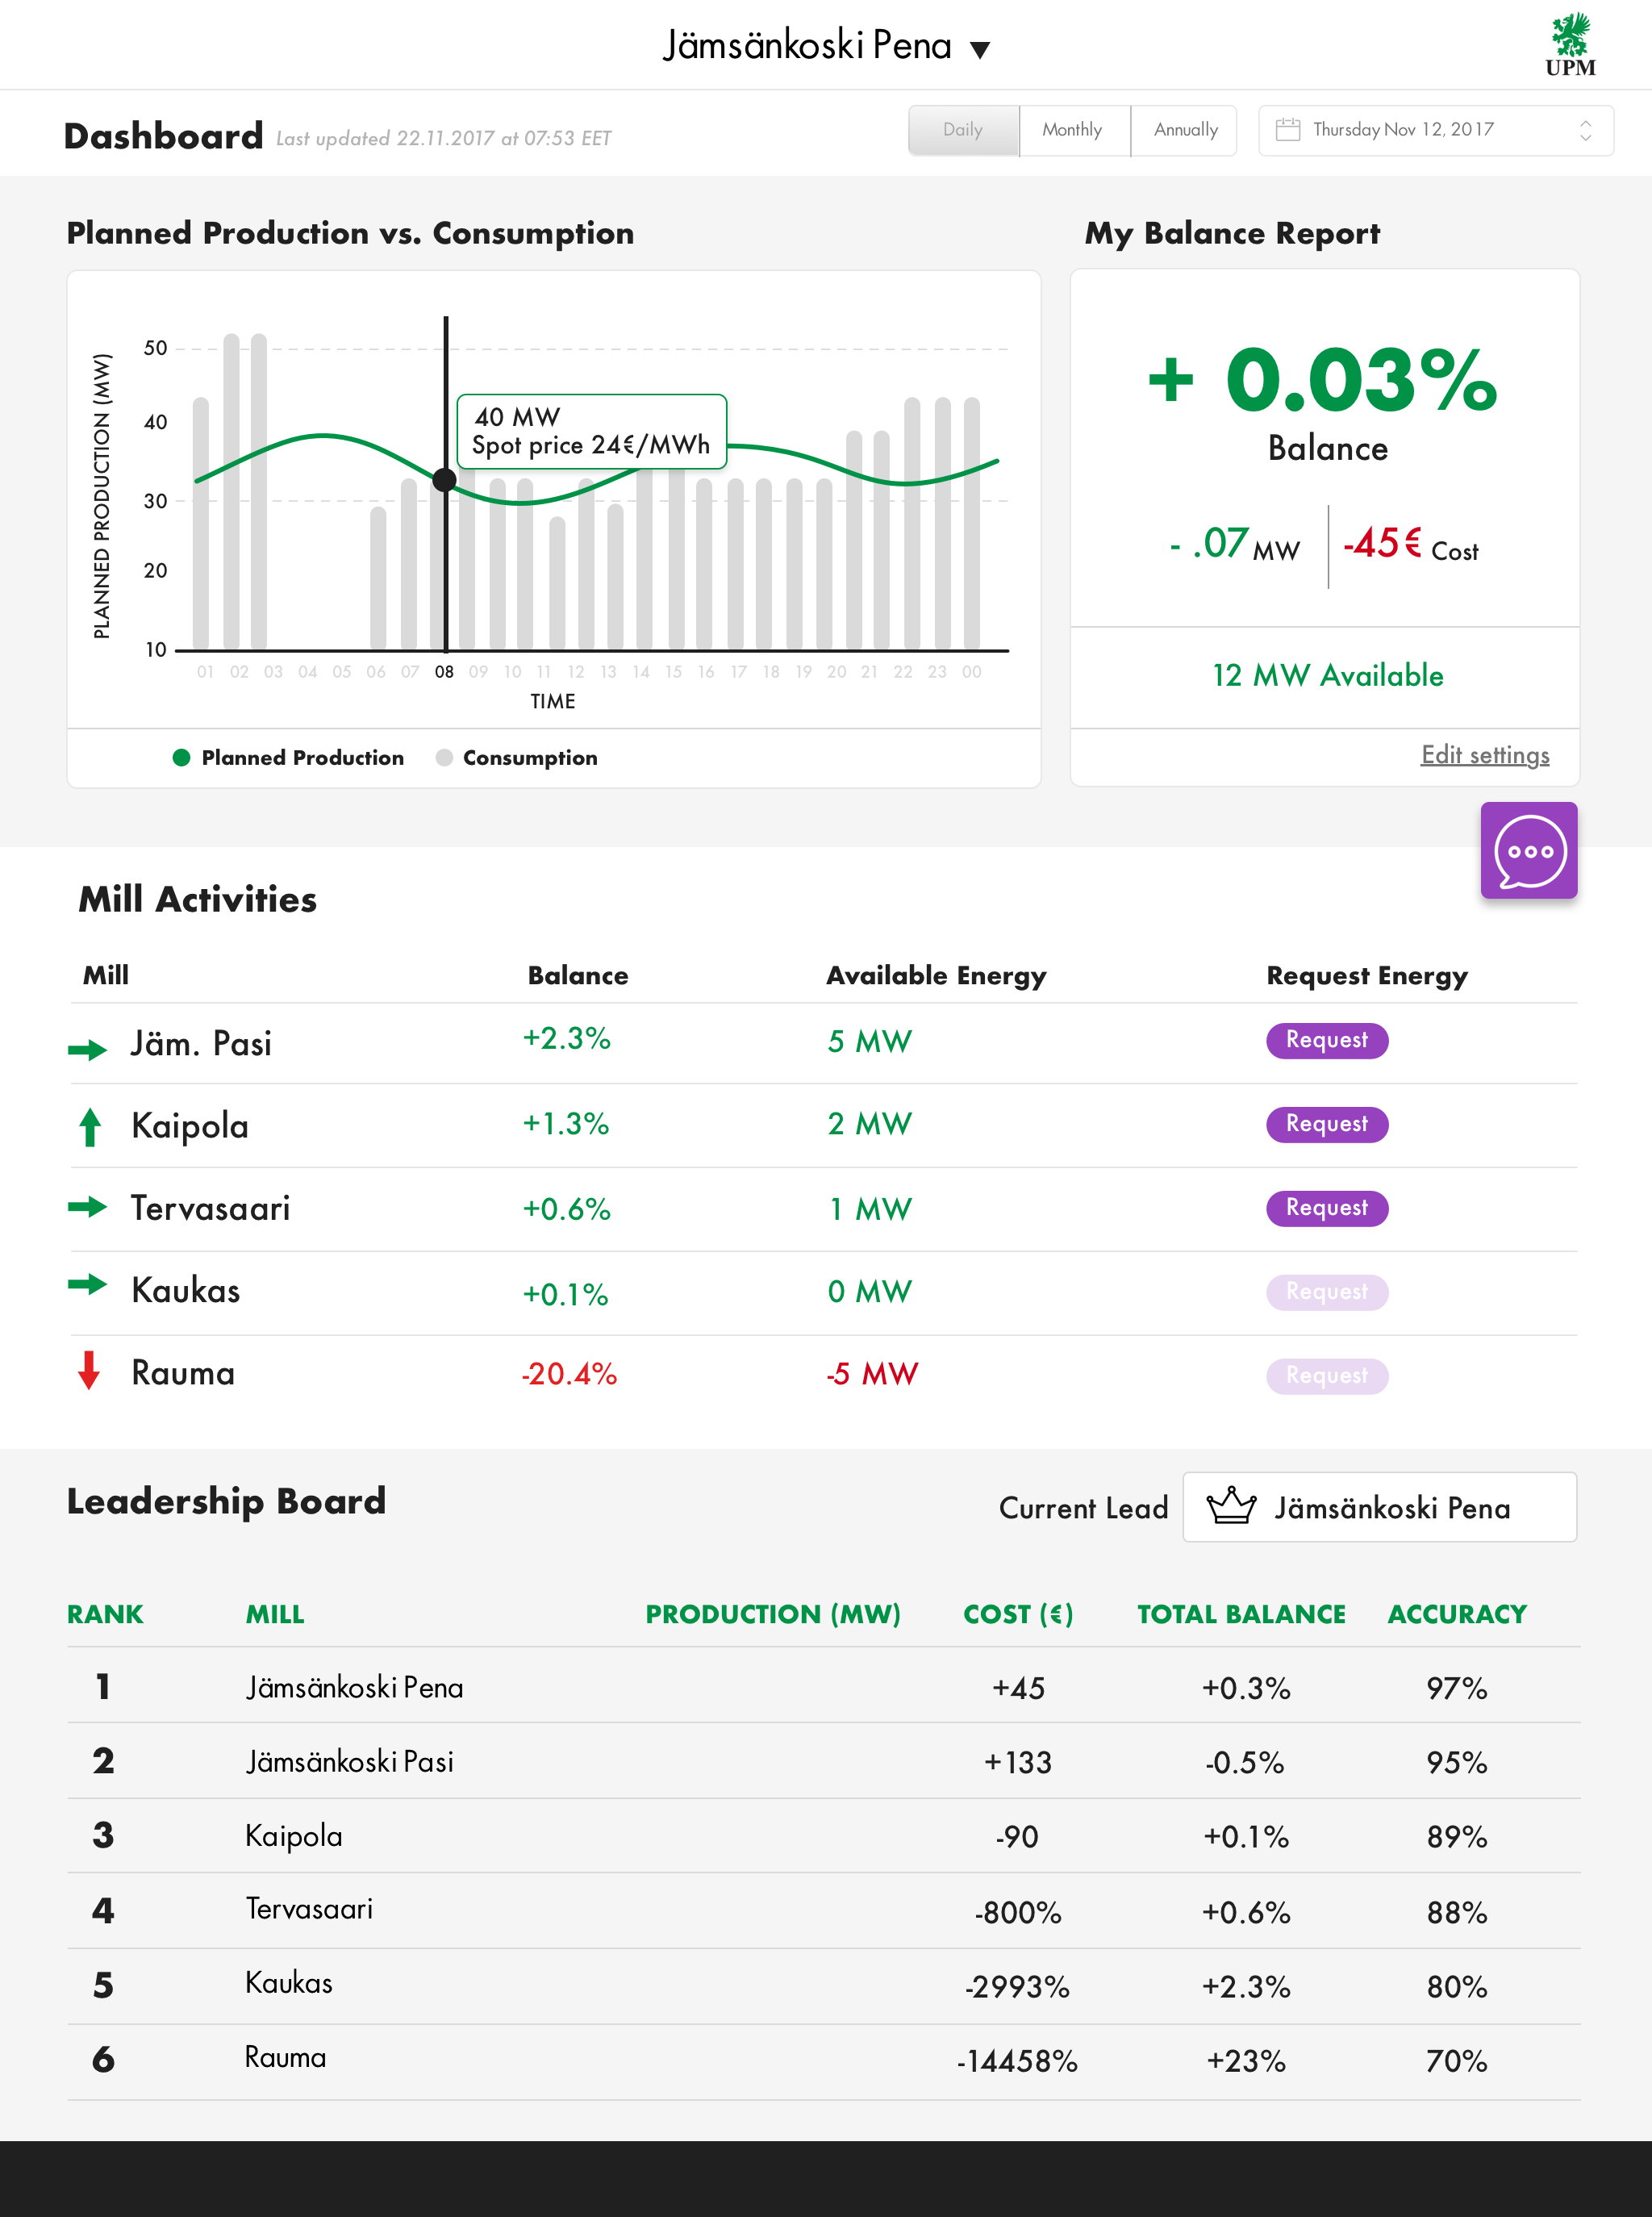 Jämsänkoski Pena ▼
UPM
Dashboard Last updated 22.11.2017 at 07:53 EET
Daily Monthly Annually
Thursday Nov 12, 2017
Planned Production vs. Consumption
PLANNED PRODUCTION (MW)
50
40
30
20
10
40 MW
Spot price 24€/MWh
01 02 03 04 05 06 07 08 09 10 11 12 13 14 15 16 17 18 19 20 21 22 23 00
TIME
Planned Production Consumption
My Balance Report
+ 0.03%
Balance
- .07 MW -45€ Cost
12 MW Available
Edit settings
Mill Activities
Mill Balance Available Energy Request Energy
Jäm. Pasi +2.3% 5 MW Request
Kaipola +1.3% 2 MW Request
Tervasaari +0.6% 1 MW Request
Kaukas +0.1% 0 MW Request
Rauma -20.4% -5 MW Request
Leadership Board
Current Lead Jämsänkoski Pena
RANK MILL PRODUCTION (MW) COST (€) TOTAL BALANCE ACCURACY
1 Jämsänkoski Pena +45 +0.3% 97%
2 Jämsänkoski Pasi +133 -0.5% 95%
3 Kaipola -90 +0.1% 89%
4 Tervasaari -800% +0.6% 88%
5 Kaukas -2993% +2.3% 80%
6 Rauma -14458% +23% 70%